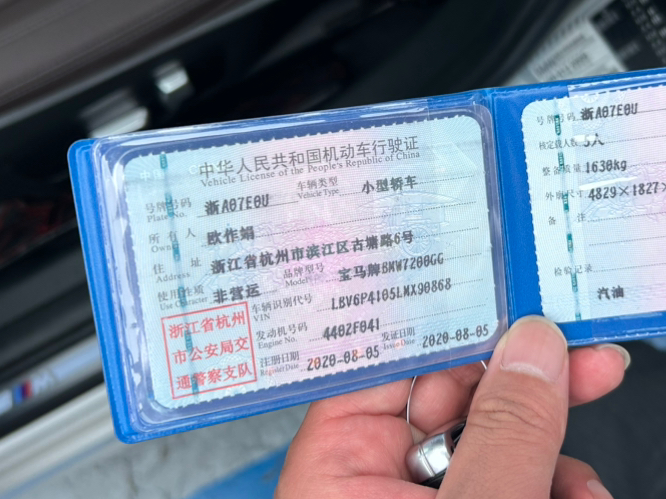 中华人民共和国机动车行驶证
Vehicle License of the People's Republic of China
号牌号码 浙A07E0U 车辆类型 小型轿车
Plate No. Vehicle Type
所有人 欧作娟
Owner
住址 浙江省杭州市滨江区古塘路6号
Address
使用性质 非营运 品牌型号 宝马牌BMW7200GG
Use Character Model
浙江省杭州
市公安局交
通警察支队
车辆识别代号 LBV6P4105LMX90868
VIN
发动机号码 4402F041
Engine No.
注册日期 2020-08-05 发证日期 2020-08-05
Register Date Issue Date
号牌号码 浙A07E0U
核定载人数 5人
整备质量 1630kg
外廓尺寸 4829×1827×
备注
检验记录
汽油